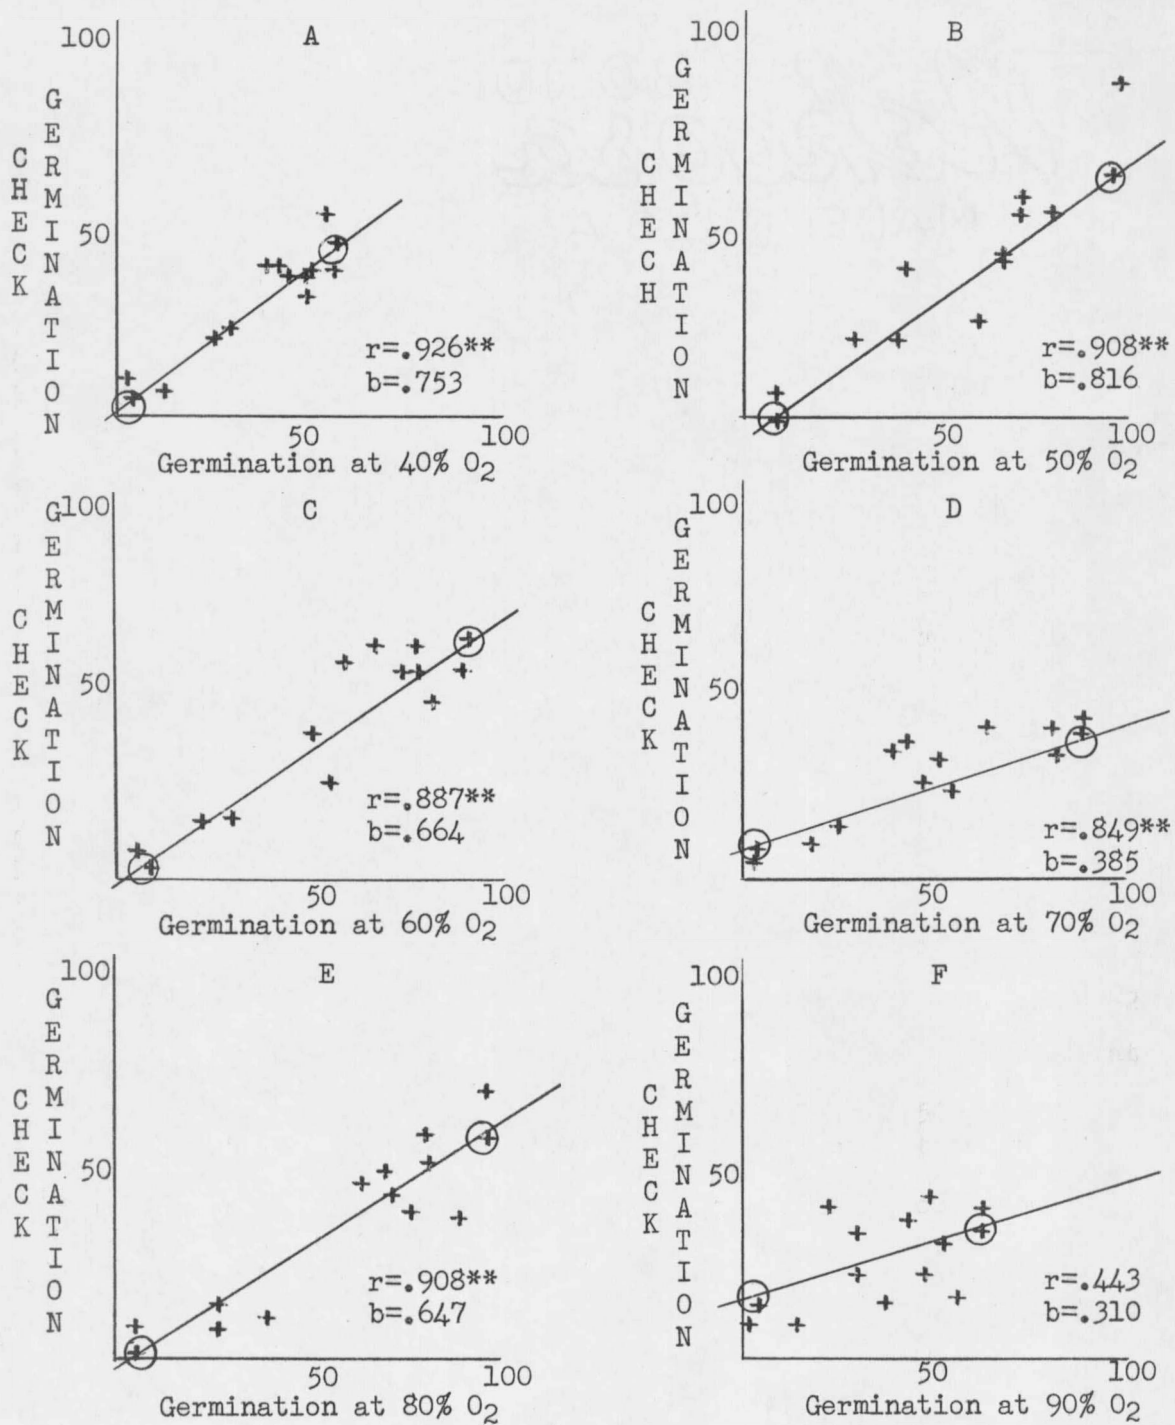 A
100
50
CHECK
GERMINATION
r=.926**
b=.753
50
100
Germination at 40% O2
B
100
50
CHECH
GERMINATION
r=.908**
b=.816
50
100
Germination at 50% O2
C
100
50
CHECK
GERMINATION
r=.887**
b=.664
50
100
Germination at 60% O2
D
100
50
CHECK
GERMINATION
r=.849**
b=.385
50
100
Germination at 70% O2
E
100
50
CHECK
GERMINATION
r=.908**
b=.647
50
100
Germination at 80% O2
F
100
50
CHECK
GERMINATION
r=.443
b=.310
50
100
Germination at 90% O2